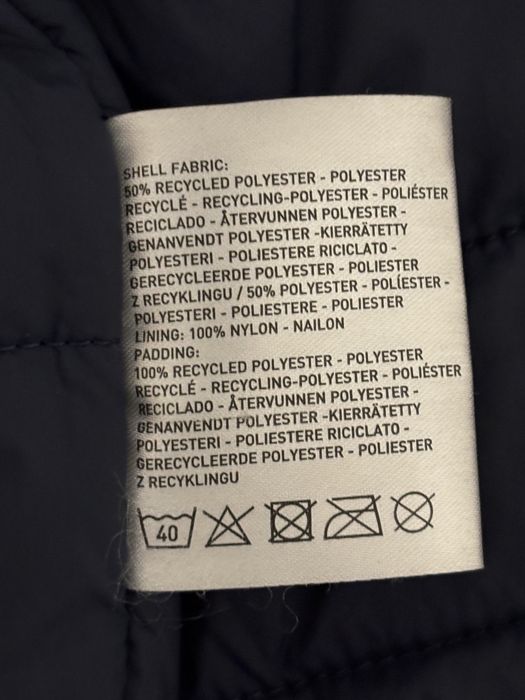 SHELL FABRIC:
50% RECYCLED POLYESTER - POLYESTER
RECYCLÉ - RECYCLING-POLYESTER - POLIÉSTER
RECICLADO - ÅTERVUNNEN POLYESTER -
GENANVENDT POLYESTER -KIERRÄTETTY
POLYESTERI - POLIESTERE RICICLATO -
GERECYCLEERDE POLYESTER - POLIESTER
Z RECYKLINGU / 50% POLYESTER - POLÍESTER -
POLYESTERI - POLIESTERE - POLIESTER
LINING: 100% NYLON - NAILON
PADDING:
100% RECYCLED POLYESTER - POLYESTER
RECYCLÉ - RECYCLING-POLYESTER - POLIÉSTER
RECICLADO - ÅTERVUNNEN POLYESTER -
GENANVENDT POLYESTER -KIERRÄTETTY
POLYESTERI - POLIESTERE RICICLATO -
GERECYCLEERDE POLYESTER - POLIESTER
Z RECYKLINGU
40